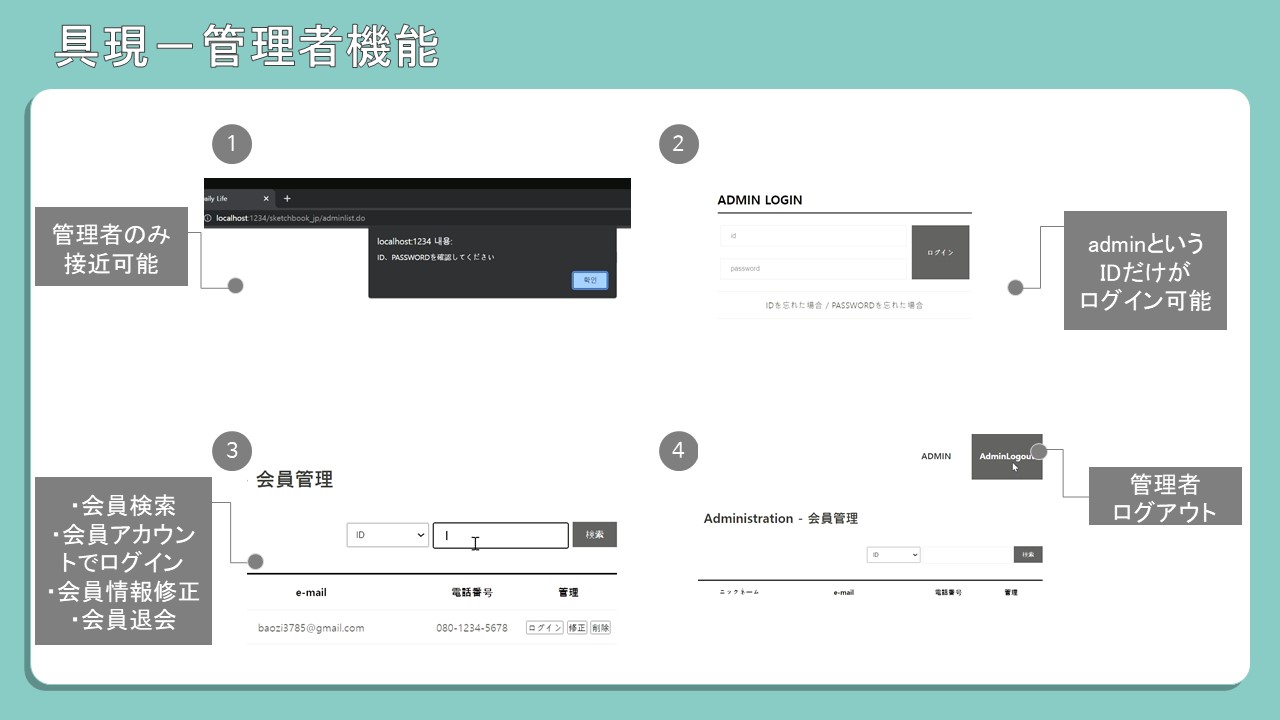 具現－管理者機能
1
aily Life
localhost:1234/sketchbook_jp/adminlist.do
localhost:1234 내용:
ID、PASSWORDを確認してください
확인
管理者のみ
接近可能
2
ADMIN LOGIN
id
password
ログイン
IDを忘れた場合 / PASSWORDを忘れた場合
adminという
IDだけが
ログイン可能
3
会員管理
ID
検索
e-mail 電話番号 管理
baozi3785@gmail.com 080-1234-5678 ログイン 修正 削除
・会員検索
・会員アカウン
トでログイン
・会員情報修正
・会員退会
4
ADMIN AdminLogout
Administration - 会員管理
ID
検索
ニックネーム e-mail 電話番号 管理
管理者
ログアウト